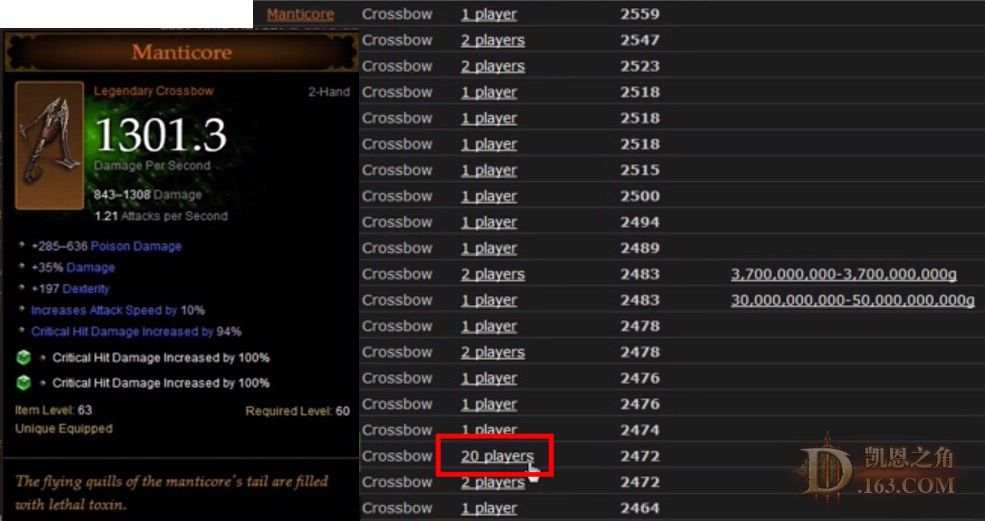 Manticore Crossbow 1 player 2559
Manticore
Legendary Crossbow 2-Hand
1301.3
Damage Per Second
843–1308 Damage
1.21 Attacks per Second
+285–636 Poison Damage
+35% Damage
+197 Dexterity
Increases Attack Speed by 10%
Critical Hit Damage Increased by 94%
Critical Hit Damage Increased by 100%
Critical Hit Damage Increased by 100%
Item Level: 63 Required Level: 60
Unique Equipped
The flying quills of the manticore's tail are filled
with lethal toxin.
Crossbow 2 players 2547
Crossbow 2 players 2523
Crossbow 1 player 2518
Crossbow 1 player 2518
Crossbow 1 player 2518
Crossbow 1 player 2515
Crossbow 1 player 2500
Crossbow 1 player 2494
Crossbow 1 player 2489
Crossbow 2 players 2483 3,700,000,000-3,700,000,000g
Crossbow 1 player 2483 30,000,000,000-50,000,000,000g
Crossbow 1 player 2478
Crossbow 2 players 2478
Crossbow 1 player 2476
Crossbow 1 player 2476
Crossbow 1 player 2474
Crossbow 20 players 2472
Crossbow 2 players 2472
Crossbow 1 player 2464
凯恩之角
D.163.COM